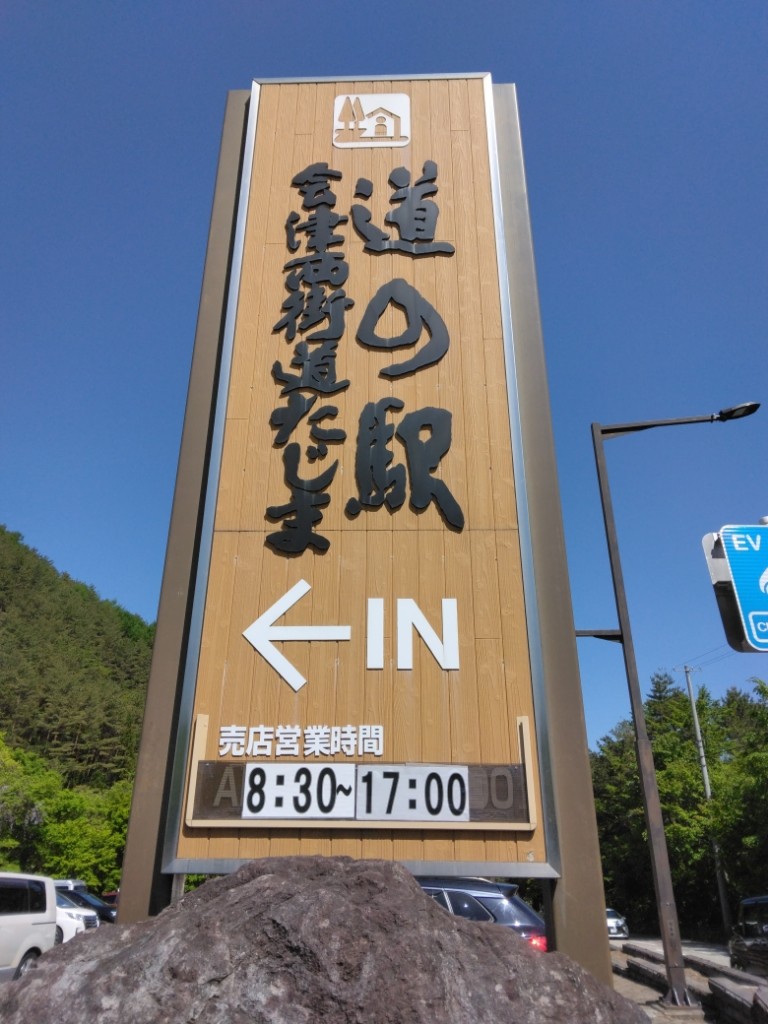 道の駅
会津西街道たじま
IN
売店営業時間
8:30~17:00
EV